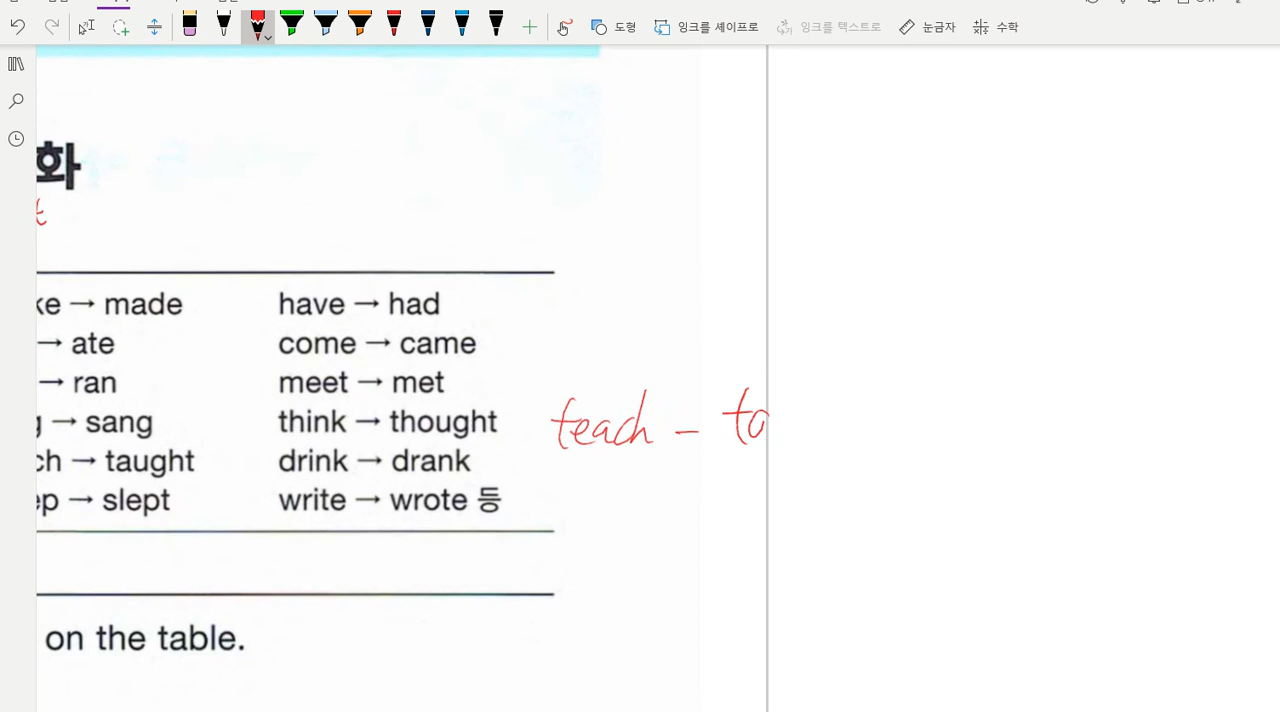 도형 잉크를 셰이프로 잉크를 텍스트로 눈금자 수학
화
t
ke → made have → had
→ ate come → came
→ ran meet → met
g → sang think → thought
teach – ta
ch → taught drink → drank
ep → slept write → wrote 등
on the table.